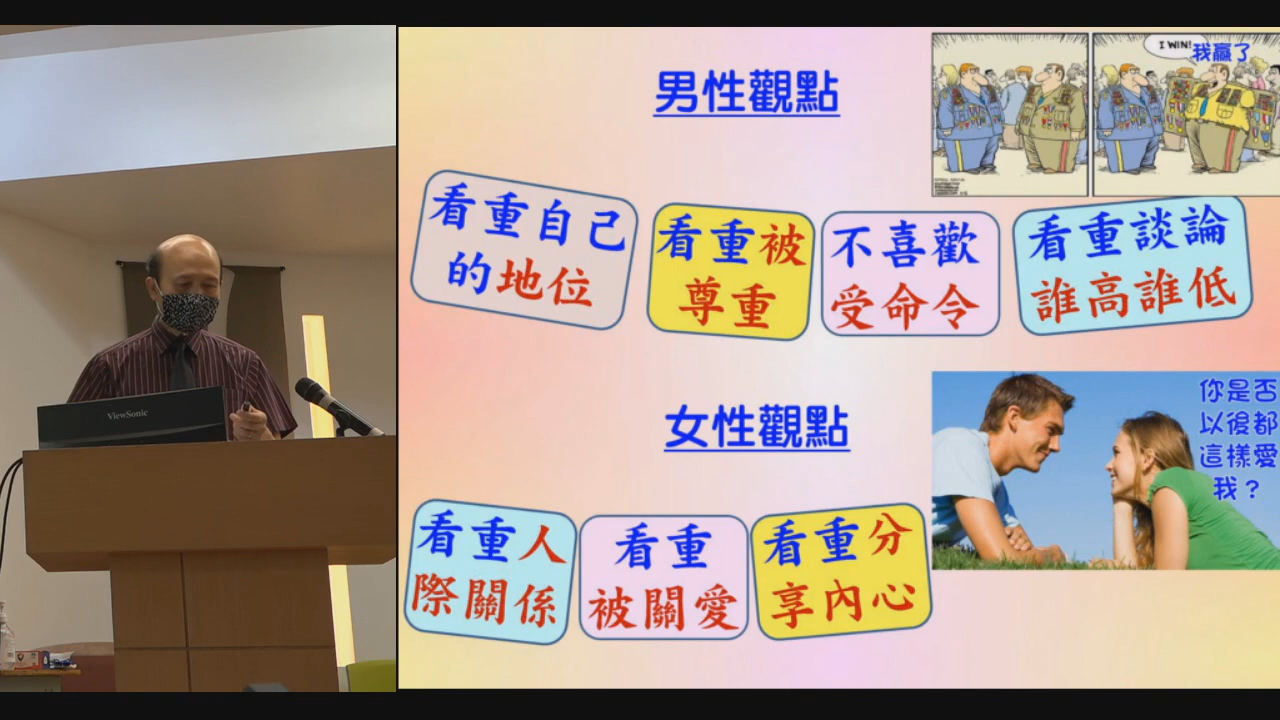 男性觀點
I WIN!
我贏了
看重自己
的地位
看重被
尊重
不喜歡
受命令
看重談論
誰高誰低
女性觀點
你是否
以後都
這樣愛
我？
看重人
際關係
看重
被關愛
看重分
享內心
ViewSonic